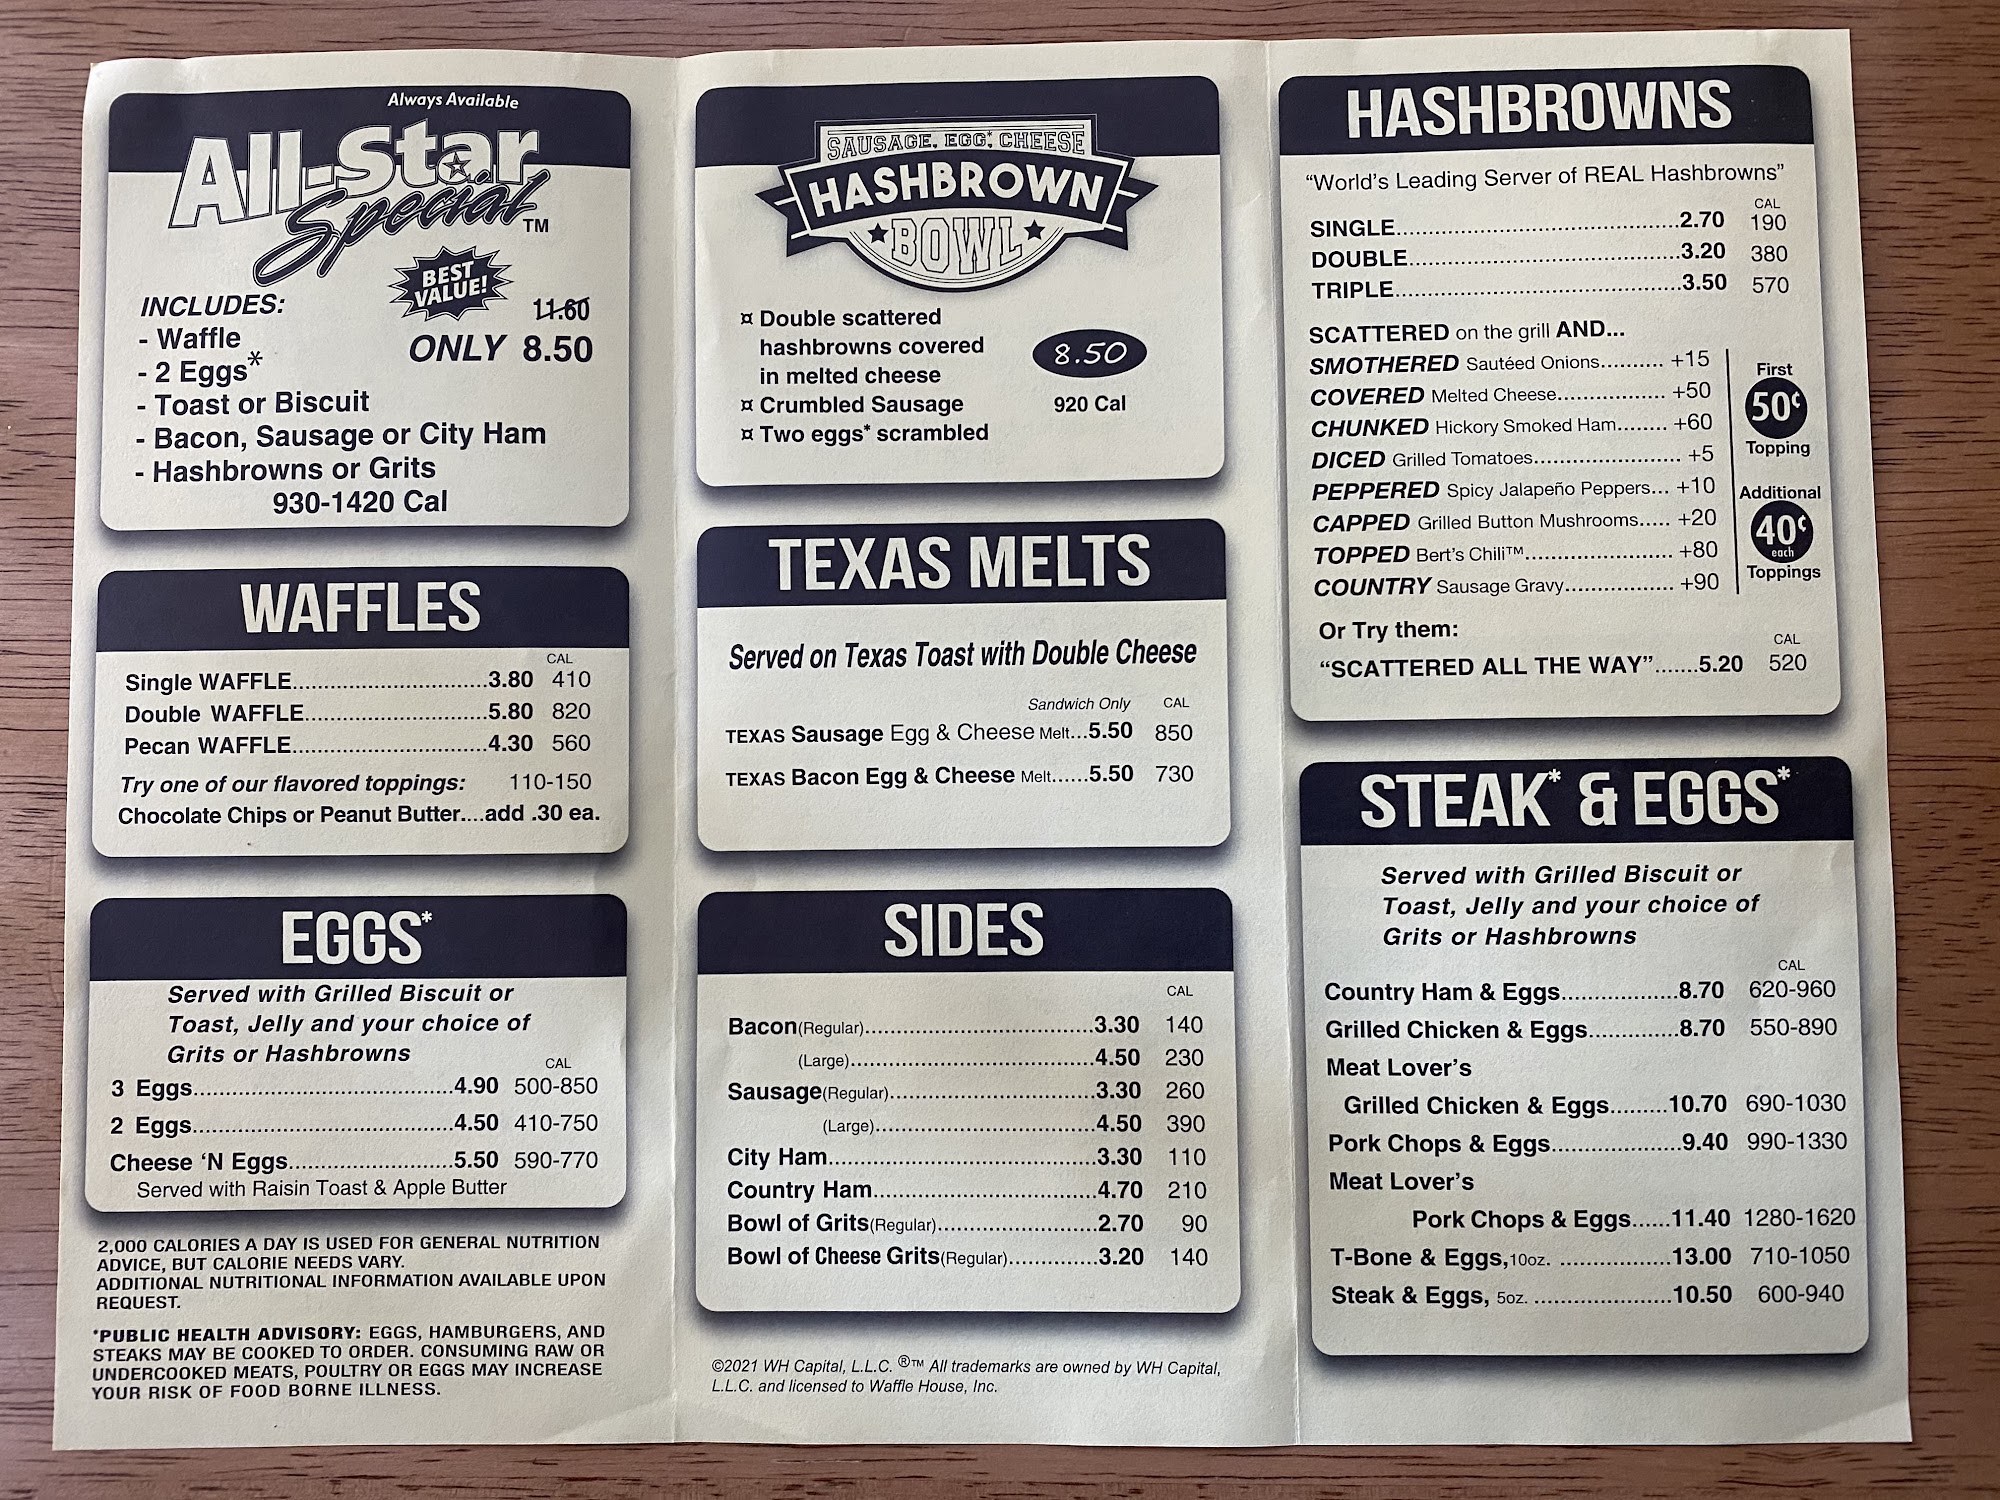 Always Available
All-Star
Special™
BEST
VALUE!
INCLUDES:
11.60
- Waffle
ONLY 8.50
- 2 Eggs*
- Toast or Biscuit
- Bacon, Sausage or City Ham
- Hashbrowns or Grits
930-1420 Cal
WAFFLES
CAL
Single WAFFLE..............................3.80 410
Double WAFFLE............................5.80 820
Pecan WAFFLE..............................4.30 560
Try one of our flavored toppings: 110-150
Chocolate Chips or Peanut Butter....add .30 ea.
EGGS*
Served with Grilled Biscuit or
Toast, Jelly and your choice of
Grits or Hashbrowns
CAL
3 Eggs........................................4.90 500-850
2 Eggs........................................4.50 410-750
Cheese ‘N Eggs.........................5.50 590-770
Served with Raisin Toast & Apple Butter
2,000 CALORIES A DAY IS USED FOR GENERAL NUTRITION
ADVICE, BUT CALORIE NEEDS VARY.
ADDITIONAL NUTRITIONAL INFORMATION AVAILABLE UPON
REQUEST.
*PUBLIC HEALTH ADVISORY: EGGS, HAMBURGERS, AND
STEAKS MAY BE COOKED TO ORDER. CONSUMING RAW OR
UNDERCOOKED MEATS, POULTRY OR EGGS MAY INCREASE
YOUR RISK OF FOOD BORNE ILLNESS.
SAUSAGE, EGG*, CHEESE
HASHBROWN
BOWL
¤ Double scattered
hashbrowns covered
in melted cheese
¤ Crumbled Sausage
¤ Two eggs* scrambled
8.50
920 Cal
TEXAS MELTS
Served on Texas Toast with Double Cheese
Sandwich Only CAL
TEXAS Sausage Egg & Cheese Melt...5.50 850
TEXAS Bacon Egg & Cheese Melt......5.50 730
SIDES
CAL
Bacon(Regular)...................................3.30 140
(Large).....................................4.50 230
Sausage(Regular)...............................3.30 260
(Large).................................4.50 390
City Ham........................................3.30 110
Country Ham..................................4.70 210
Bowl of Grits(Regular)........................2.70 90
Bowl of Cheese Grits(Regular).............3.20 140
©2021 WH Capital, L.L.C. ®™ All trademarks are owned by WH Capital,
L.L.C. and licensed to Waffle House, Inc.
HASHBROWNS
“World’s Leading Server of REAL Hashbrowns”
CAL
SINGLE...........................................2.70 190
DOUBLE.........................................3.20 380
TRIPLE...........................................3.50 570
SCATTERED on the grill AND...
SMOTHERED Sautéed Onions.......... +15
COVERED Melted Cheese................. +50
CHUNKED Hickory Smoked Ham........ +60
DICED Grilled Tomatoes....................... +5
PEPPERED Spicy Jalapeño Peppers... +10
CAPPED Grilled Button Mushrooms..... +20
TOPPED Bert’s Chili™....................... +80
COUNTRY Sausage Gravy................. +90
First
50¢
Topping
Additional
40¢
each
Toppings
Or Try them:
CAL
“SCATTERED ALL THE WAY”.......5.20 520
STEAK* & EGGS*
Served with Grilled Biscuit or
Toast, Jelly and your choice of
Grits or Hashbrowns
CAL
Country Ham & Eggs..................8.70 620-960
Grilled Chicken & Eggs..............8.70 550-890
Meat Lover’s
Grilled Chicken & Eggs.........10.70 690-1030
Pork Chops & Eggs....................9.40 990-1330
Meat Lover’s
Pork Chops & Eggs......11.40 1280-1620
T-Bone & Eggs,10oz. .................13.00 710-1050
Steak & Eggs, 5oz. .....................10.50 600-940